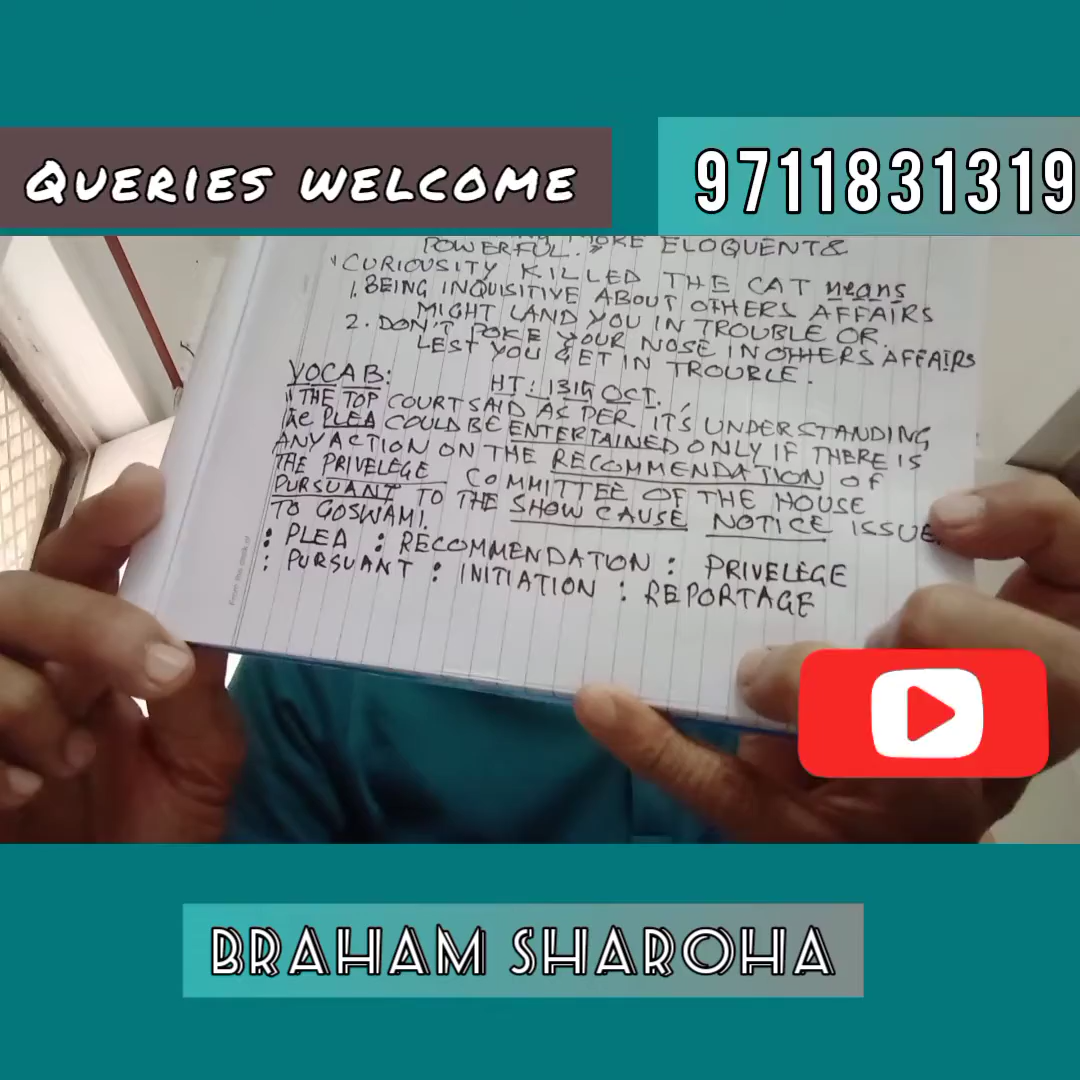 QUERIES WELCOME
9711831319
MORE ELOQUENT &
POWERFUL."
"CURIOUSITY KILLED THE CAT means
1. BEING INQUISITIVE ABOUT OTHERS AFFAIRS
MIGHT LAND YOU IN TROUBLE OR.
2. DON'T POKE YOUR NOSE IN OTHERS AFFAIRS
LEST YOU GET IN TROUBLE.
VOCAB: HT: 13th OCT.
"THE TOP COURT SAID AS PER IT'S UNDERSTANDING
The PLEA COULD BE ENTERTAINED ONLY IF THERE IS
ANY ACTION ON THE RECOMMENDATION OF
THE PRIVELEGE COMMITTEE OF THE HOUSE
PURSUANT TO THE SHOW CAUSE NOTICE ISSUE
TO GOSWAMI.
: PLEA : RECOMMENDATION : PRIVELEGE
: PURSUANT : INITIATION : REPORTAGE
BRAHAM SHAROHA